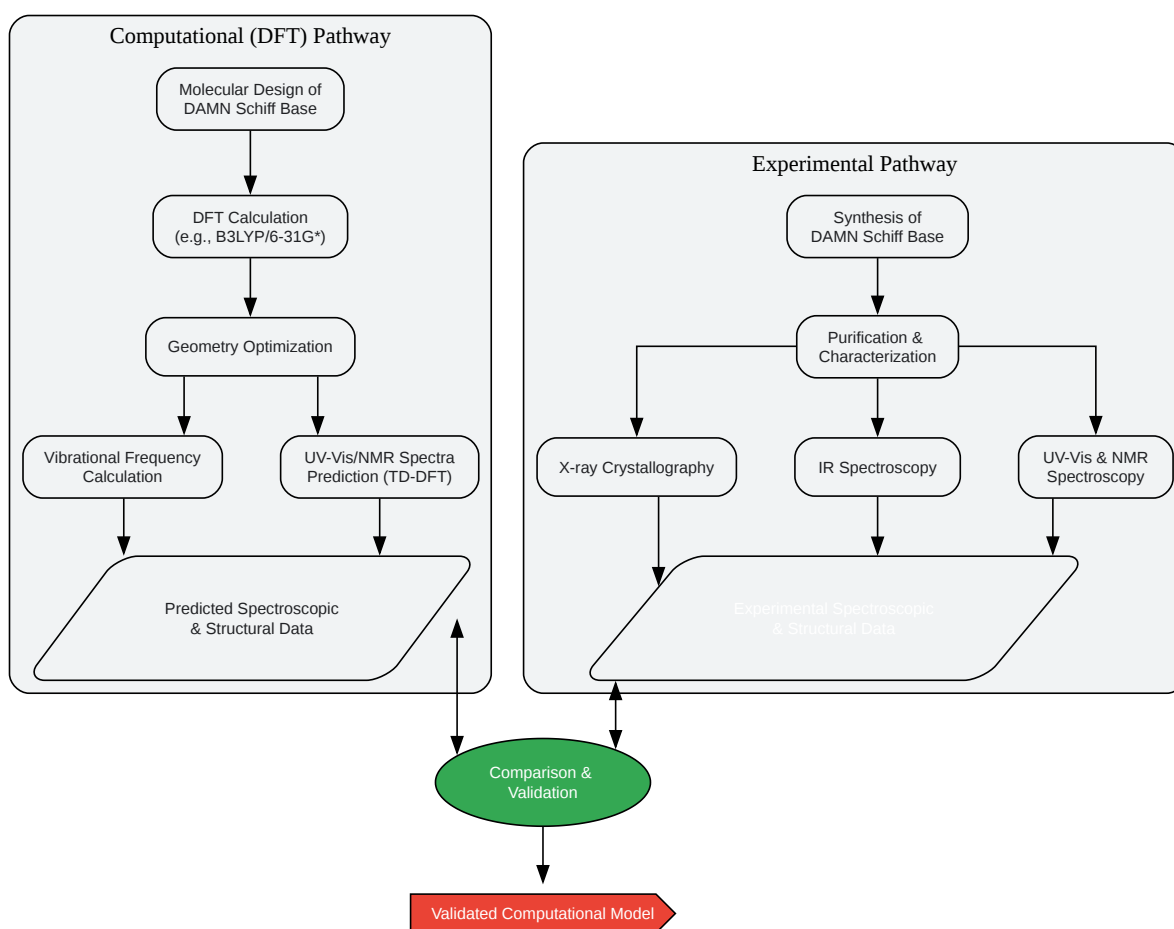 Computational (DFT) Pathway
Molecular Design of
DAMN Schiff Base
DFT Calculation
(e.g., B3LYP/6-31G*)
Geometry Optimization
Vibrational Frequency
Calculation
UV-Vis/NMR Spectra
Prediction (TD-DFT)
Predicted Spectroscopic
& Structural Data
Experimental Pathway
Synthesis of
DAMN Schiff Base
Purification &
Characterization
X-ray Crystallography
IR Spectroscopy
UV-Vis & NMR
Spectroscopy
Experimental Spectroscopic
& Structural Data
Comparison &
Validation
Validated Computational Model